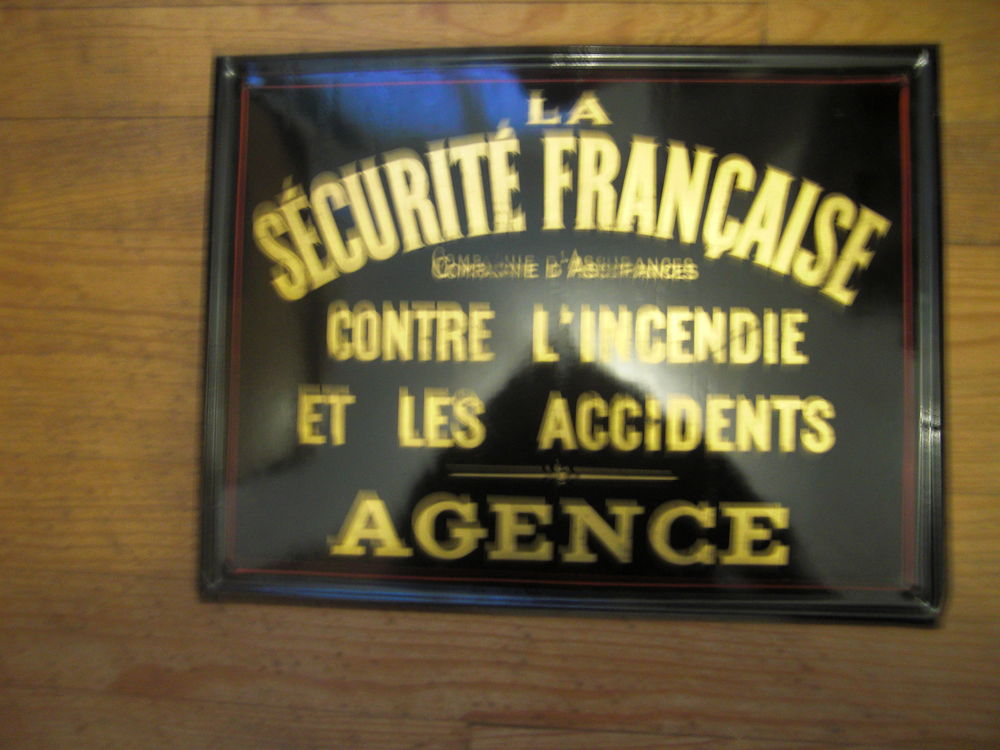 LA
SÉCURITÉ FRANÇAISE
COMPAGNIE D'ASSURANCES
CONTRE L'INCENDIE
ET LES ACCIDENTS
AGENCE